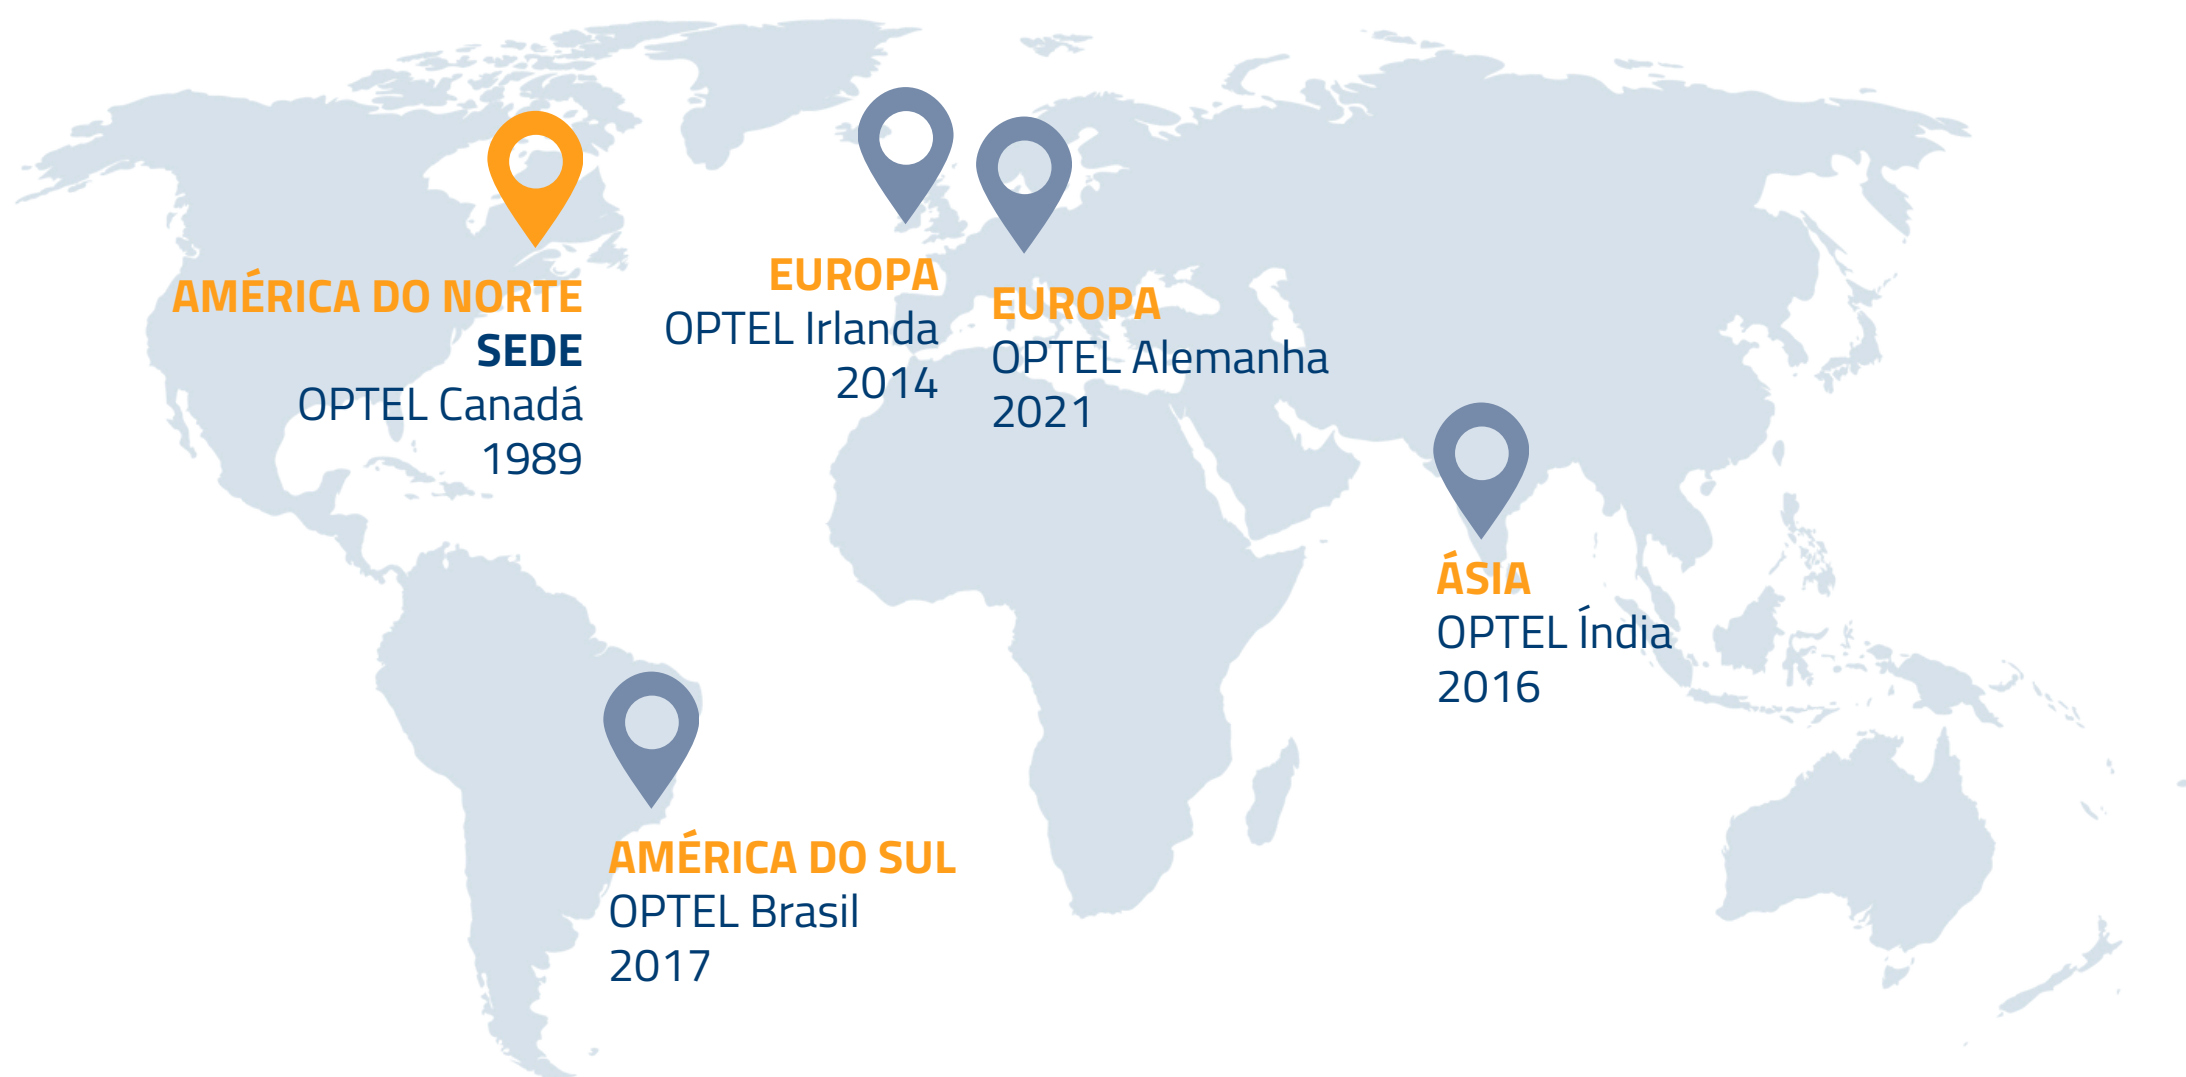 AMÉRICA DO NORTE
SEDE
OPTEL Canadá
1989
EUROPA
OPTEL Irlanda
2014
EUROPA
OPTEL Alemanha
2021
ÁSIA
OPTEL Índia
2016
AMÉRICA DO SUL
OPTEL Brasil
2017